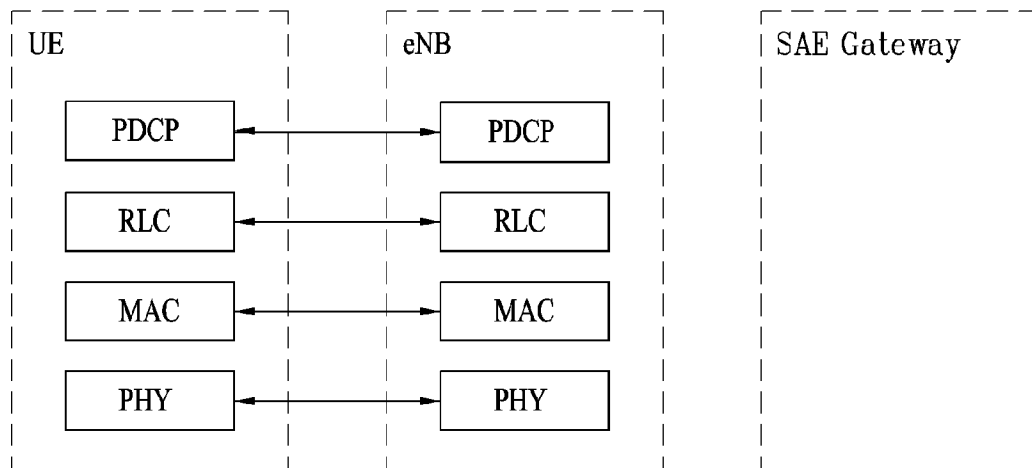 UE
eNB
SAE Gateway
PDCP
PDCP
RLC
RLC
MAC
MAC
PHY
PHY